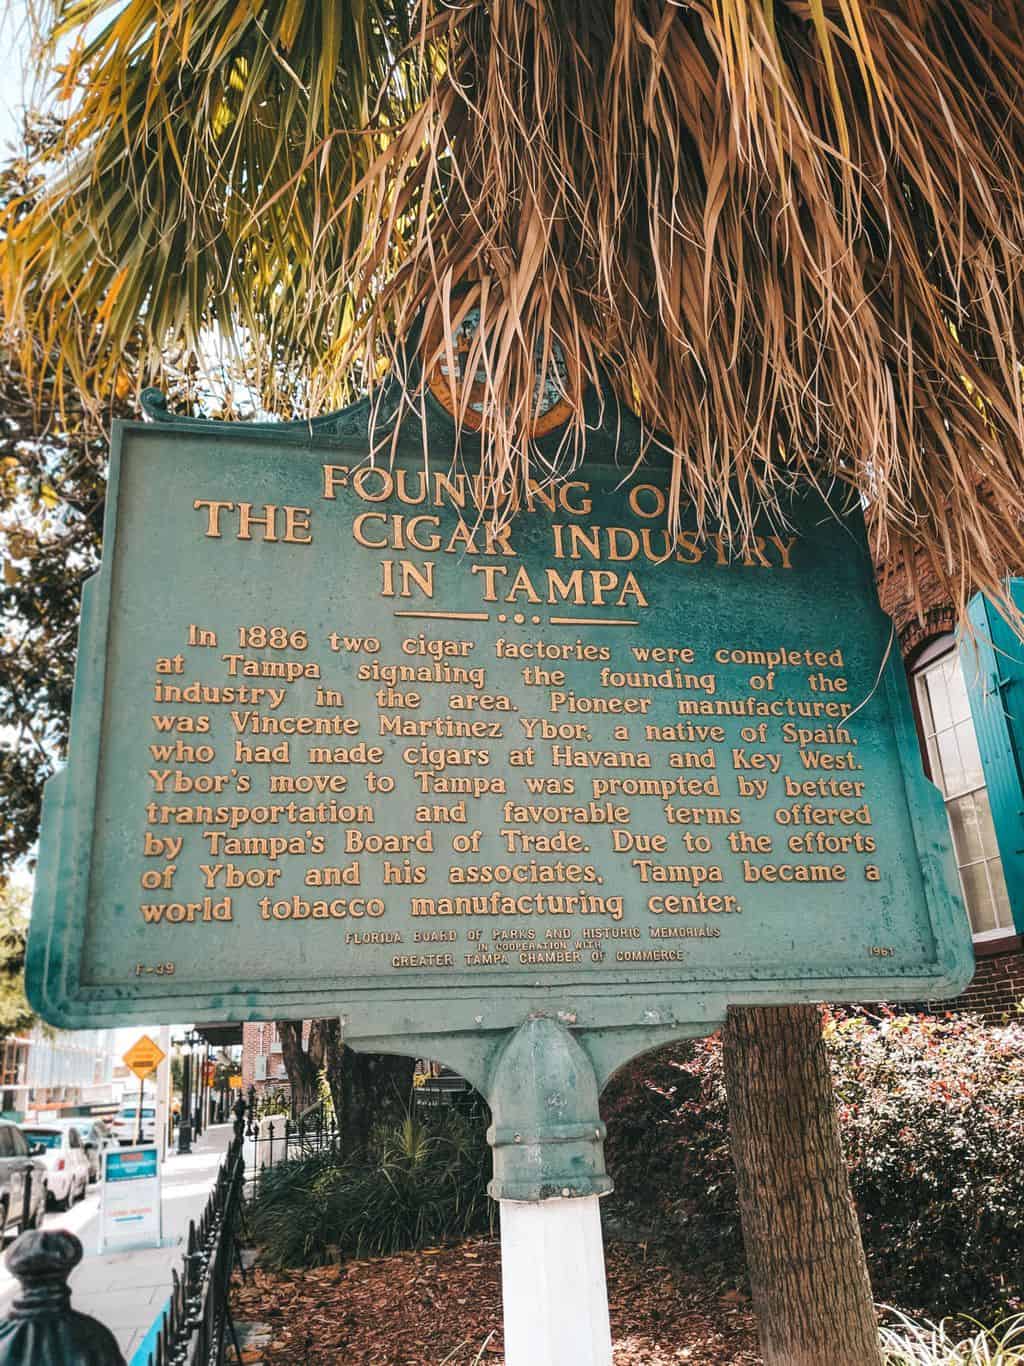 FOUNDING OF
THE CIGAR INDUSTRY
IN TAMPA
In 1886 two cigar factories were completed
at Tampa signaling the founding of the
industry in the area. Pioneer manufacturer
was Vincente Martinez Ybor, a native of Spain,
who had made cigars at Havana and Key West.
Ybor's move to Tampa was prompted by better
transportation and favorable terms offered
by Tampa's Board of Trade. Due to the efforts
of Ybor and his associates, Tampa became a
world tobacco manufacturing center.
FLORIDA BOARD OF PARKS AND HISTORIC MEMORIALS
IN COOPERATION WITH
GREATER TAMPA CHAMBER OF COMMERCE
F-39
1961